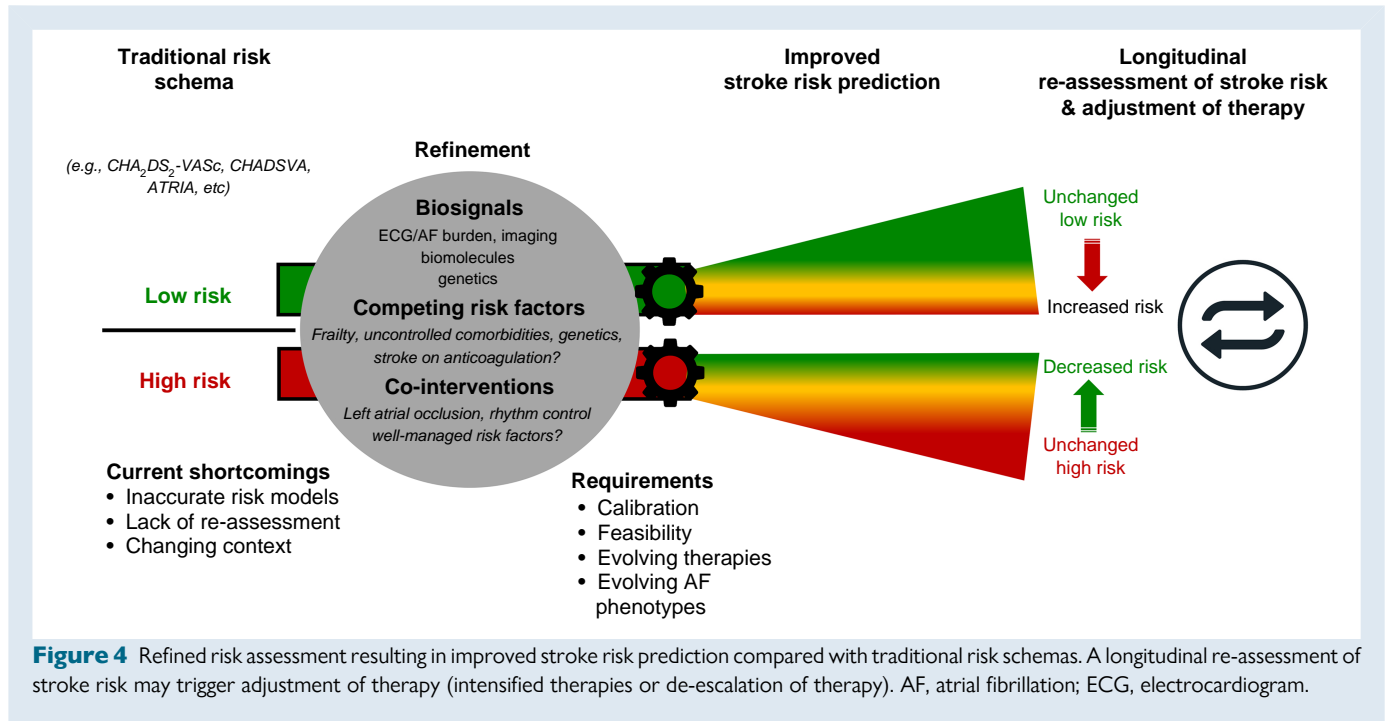 Traditional risk
schema
(e.g., CHA2DS2-VASc, CHADSVA,
ATRIA, etc)
Low risk
High risk
Current shortcomings
• Inaccurate risk models
• Lack of re-assessment
• Changing context
Refinement
Biosignals
ECG/AF burden, imaging
biomolecules
genetics
Competing risk factors
Frailty, uncontrolled comorbidities, genetics,
stroke on anticoagulation?
Co-interventions
Left atrial occlusion, rhythm control
well-managed risk factors?
Requirements
• Calibration
• Feasibility
• Evolving therapies
• Evolving AF
phenotypes
Improved
stroke risk prediction
Longitudinal
re-assessment of stroke risk
& adjustment of therapy
Unchanged
low risk
Increased risk
Decreased risk
Unchanged
high risk
Figure 4 Refined risk assessment resulting in improved stroke risk prediction compared with traditional risk schemas. A longitudinal re-assessment of
stroke risk may trigger adjustment of therapy (intensified therapies or de-escalation of therapy). AF, atrial fibrillation; ECG, electrocardiogram.